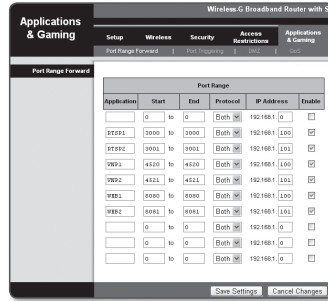 Wireless-G Broadband Router with S
Applications & Gaming
Setup Wireless Security Access Restrictions Applications & Gaming
Port Range Forward | Port Triggering | DMZ | QoS
Port Range Forward
Port Range
Application Start End Protocol IP Address Enable
0 to 0 Both 192.168.1. 0
RTSP1 3000 to 3000 Both 192.168.1. 100
RTSP2 3001 to 3001 Both 192.168.1. 101
VNP1 4520 to 4520 Both 192.168.1. 100
VNP2 4521 to 4521 Both 192.168.1. 101
WEB1 8080 to 8080 Both 192.168.1. 100
WEB2 8081 to 8081 Both 192.168.1. 101
0 to 0 Both 192.168.1. 0
0 to 0 Both 192.168.1. 0
0 to 0 Both 192.168.1. 0
Save Settings Cancel Changes